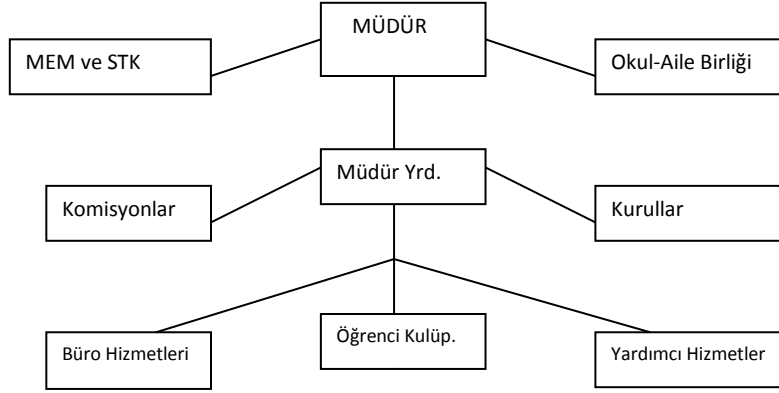 MÜDÜR
MEM ve STK
Okul-Aile Birliği
Müdür Yrd.
Komisyonlar
Kurullar
Büro Hizmetleri
Öğrenci Kulüp.
Yardımcı Hizmetler